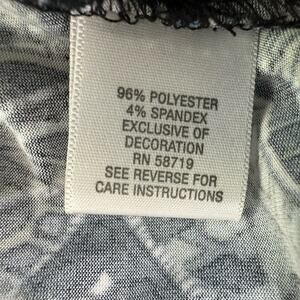 96% POLYESTER
4% SPANDEX
EXCLUSIVE OF
DECORATION
RN 58719
SEE REVERSE FOR
CARE INSTRUCTIONS